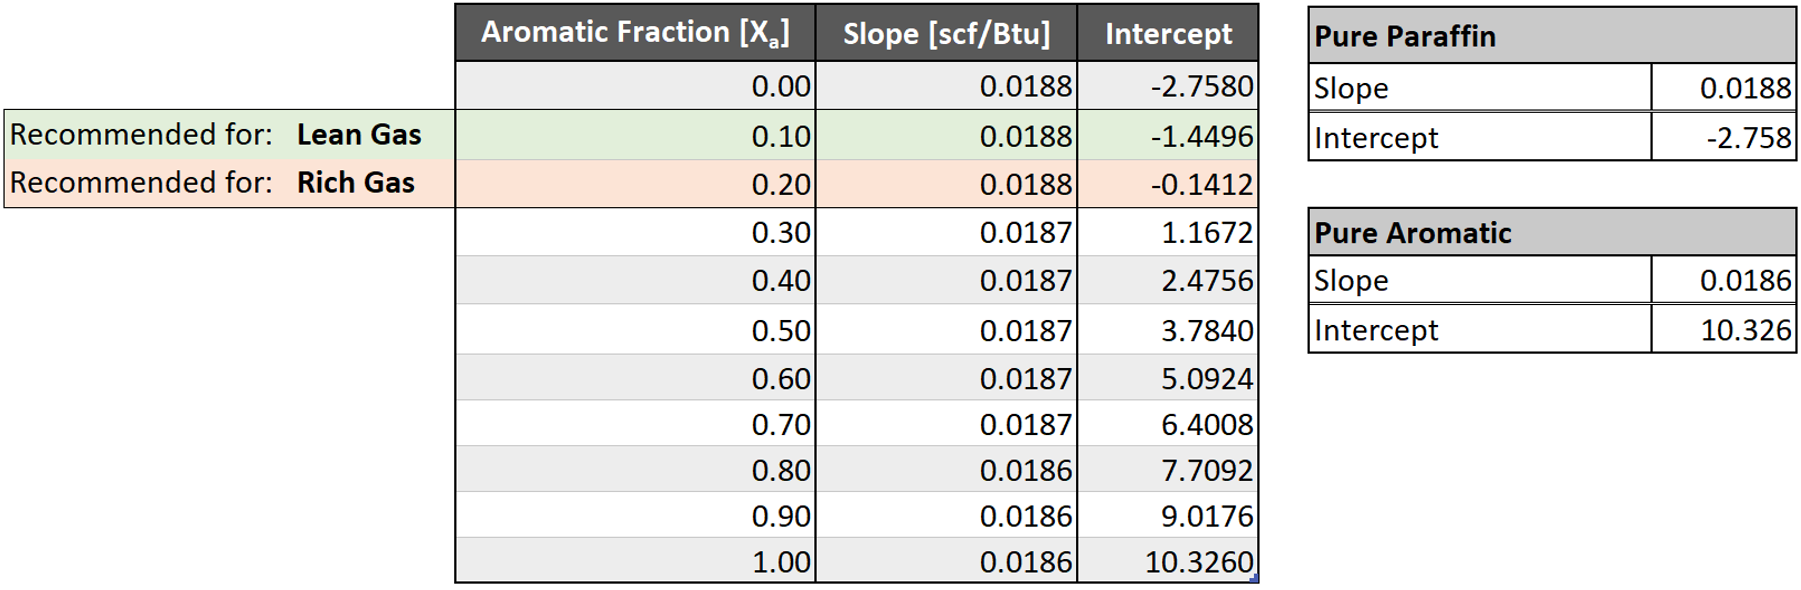 Aromatic Fraction [Xa] Slope [scf/Btu] Intercept
0.00 0.0188 -2.7580
Recommended for: Lean Gas 0.10 0.0188 -1.4496
Recommended for: Rich Gas 0.20 0.0188 -0.1412
0.30 0.0187 1.1672
0.40 0.0187 2.4756
0.50 0.0187 3.7840
0.60 0.0187 5.0924
0.70 0.0187 6.4008
0.80 0.0186 7.7092
0.90 0.0186 9.0176
1.00 0.0186 10.3260
Pure Paraffin
Slope 0.0188
Intercept -2.758
Pure Aromatic
Slope 0.0186
Intercept 10.326